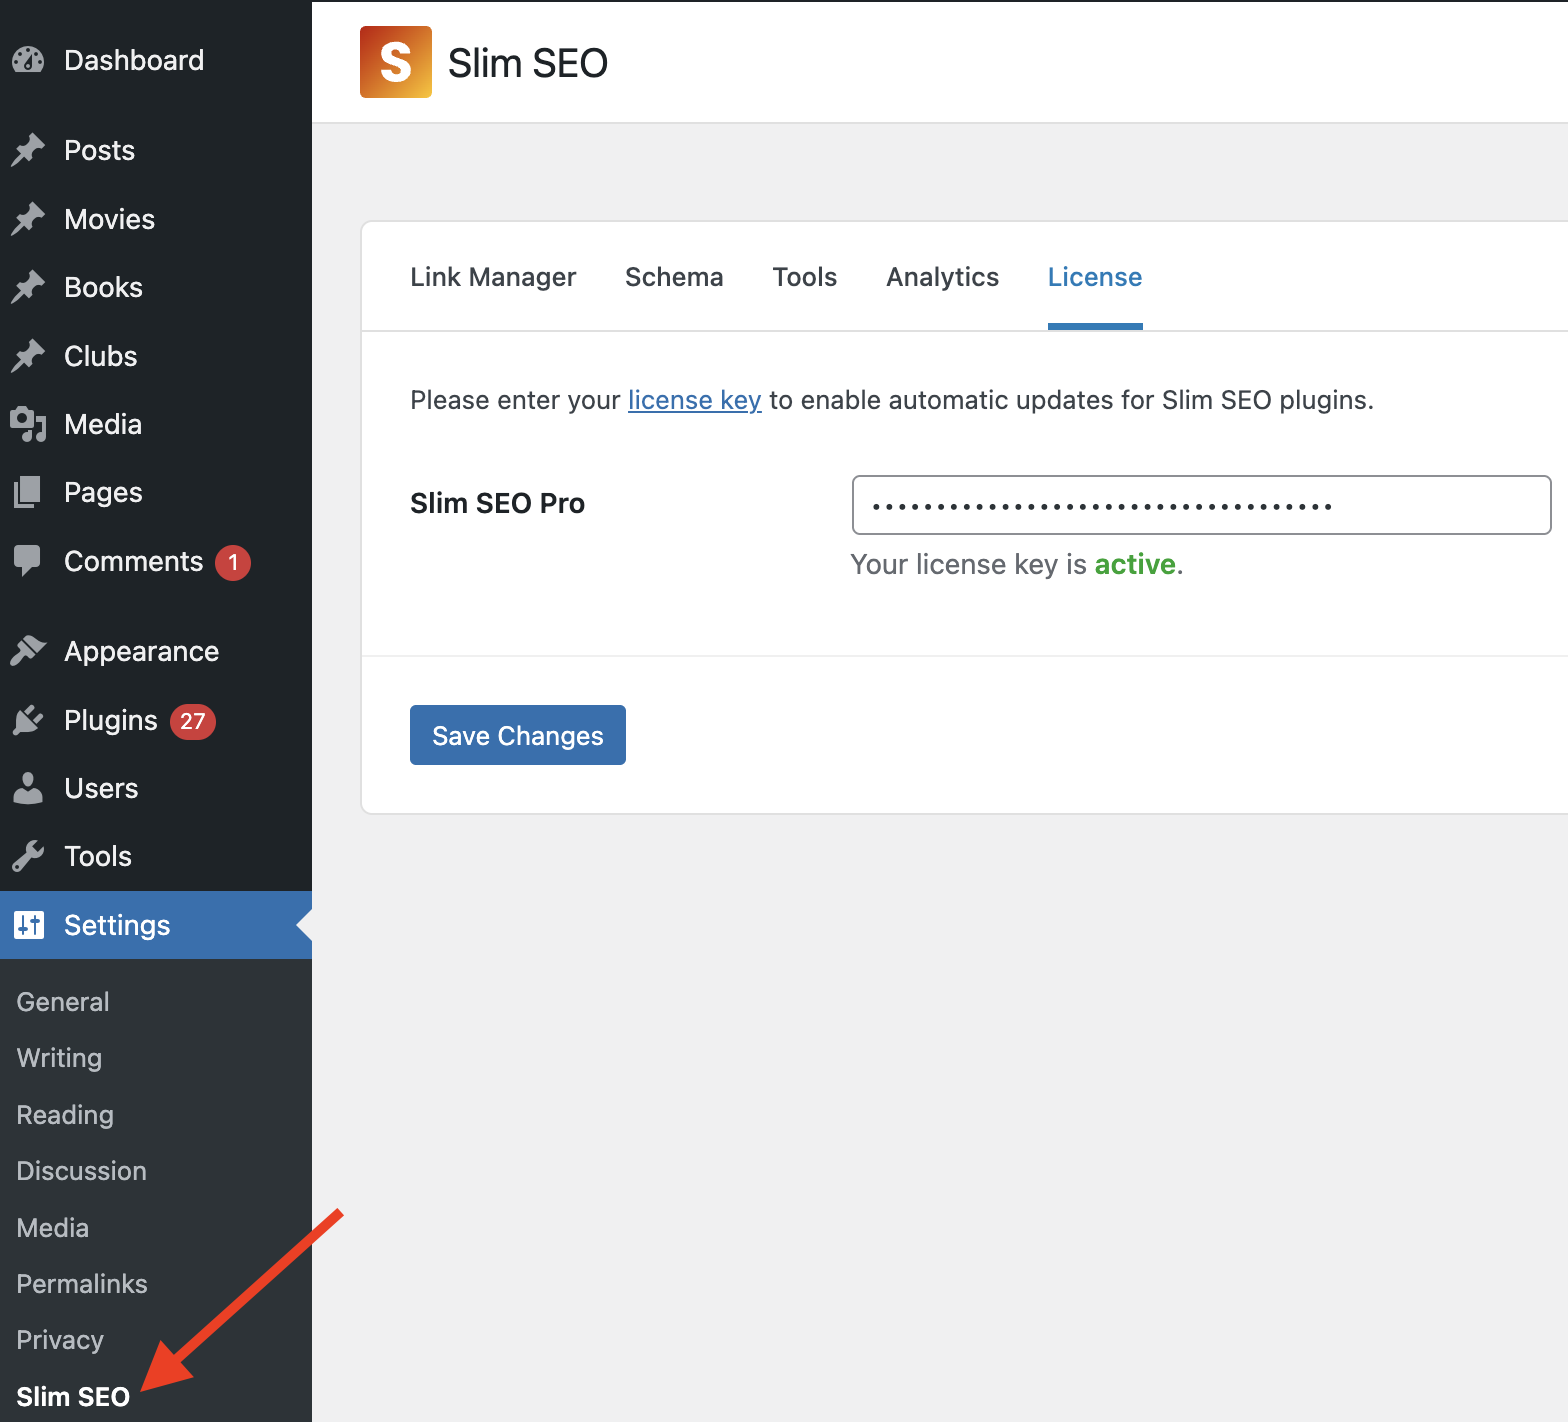 Dashboard
Posts
Movies
Books
Clubs
Media
Pages
Comments 1
Appearance
Plugins 27
Users
Tools
Settings
General
Writing
Reading
Discussion
Media
Permalinks
Privacy
Slim SEO
S Slim SEO
Link Manager Schema Tools Analytics License
Please enter your license key to enable automatic updates for Slim SEO plugins.
Slim SEO Pro ••••••••••••••••••••••••••••••••••••
Your license key is active.
Save Changes